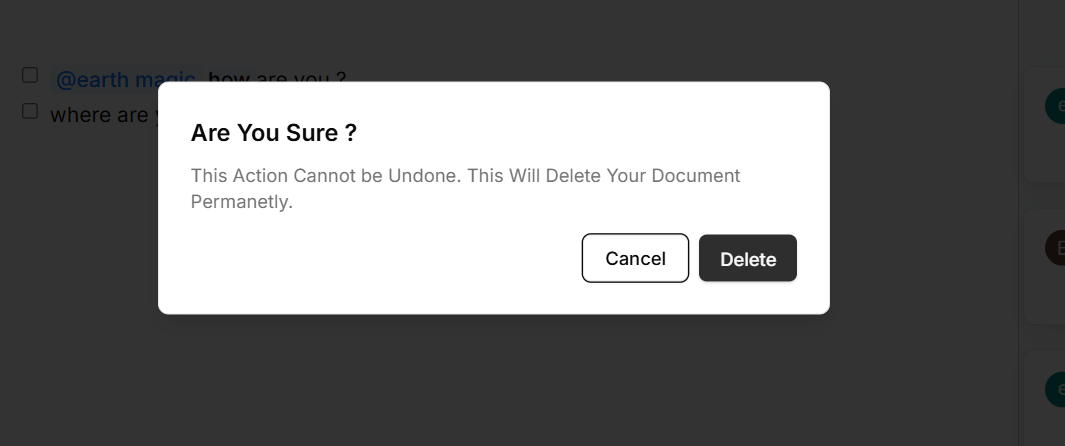 @earth magic how are you ?
where are
Are You Sure ?
This Action Cannot be Undone. This Will Delete Your Document
Permanetly.
Cancel Delete